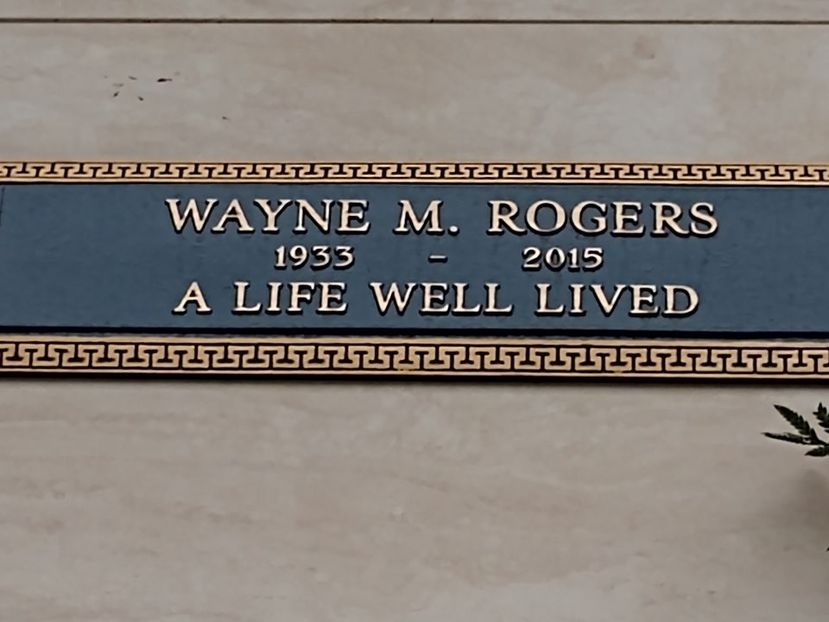 WAYNE M. ROGERS
1933 - 2015
A LIFE WELL LIVED